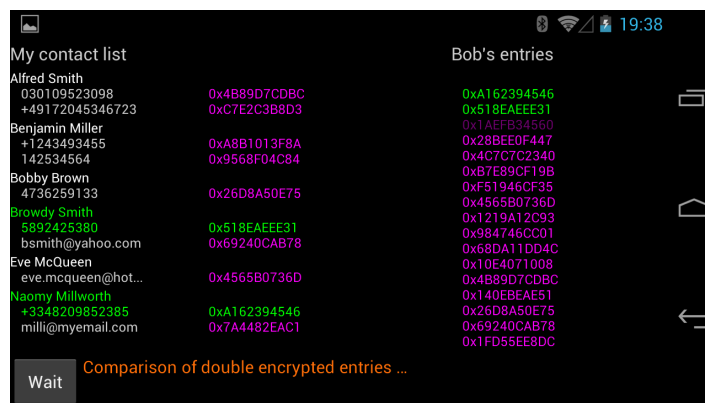 19:38
My contact list
Bob's entries
Alfred Smith
030109523098 0x4B89D7CDBC 0xA162394546
+49172045346723 0xC7E2C3B8D3 0x518EAEEE31
Benjamin Miller 0x1AEFB34560
+1243493455 0xA8B1013F8A 0x28BEE0F447
142534564 0x9568F04C84 0x4C7C7C2340
Bobby Brown 0xB7E89CF19B
4736259133 0x26D8A50E75 0xF51946CF35
Browdy Smith 0x4565B0736D
5892425380 0x518EAEEE31 0x1219A12C93
bsmith@yahoo.com 0x69240CAB78 0x984746CC01
Eve McQueen 0x68DA11DD4C
eve.mcqueen@hot... 0x4565B0736D 0x10E4071008
Naomy Millworth 0x4B89D7CDBC
+3348209852385 0xA162394546 0x140EBEAE51
milli@myemail.com 0x7A4482EAC1 0x26D8A50E75
0x69240CAB78
0x1FD55EE8DC
Wait
Comparison of double encrypted entries ...